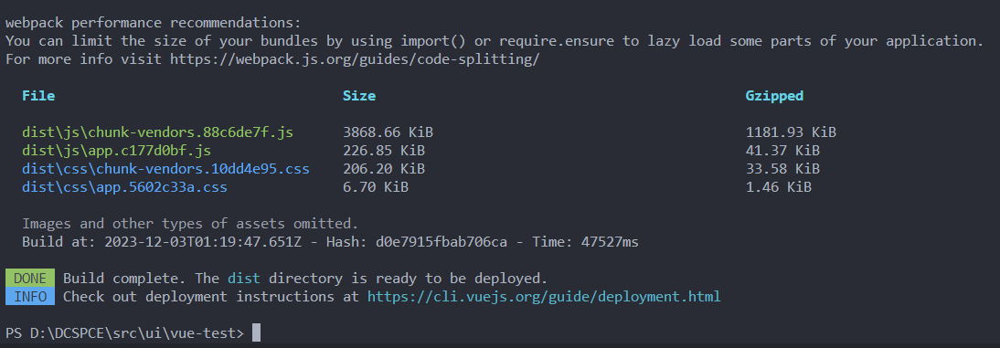 webpack performance recommendations:
You can limit the size of your bundles by using import() or require.ensure to lazy load some parts of your application.
For more info visit https://webpack.js.org/guides/code-splitting/
File Size Gzipped
dist\js\chunk-vendors.88c6de7f.js 3868.66 KiB 1181.93 KiB
dist\js\app.c177d0bf.js 226.85 KiB 41.37 KiB
dist\css\chunk-vendors.10dd4e95.css 206.20 KiB 33.58 KiB
dist\css\app.5602c33a.css 6.70 KiB 1.46 KiB
Images and other types of assets omitted.
Build at: 2023-12-03T01:19:47.651Z - Hash: d0e7915fbab706ca - Time: 47527ms
DONE Build complete. The dist directory is ready to be deployed.
INFO Check out deployment instructions at https://cli.vuejs.org/guide/deployment.html
PS D:\DCSPCE\src\ui\vue-test>